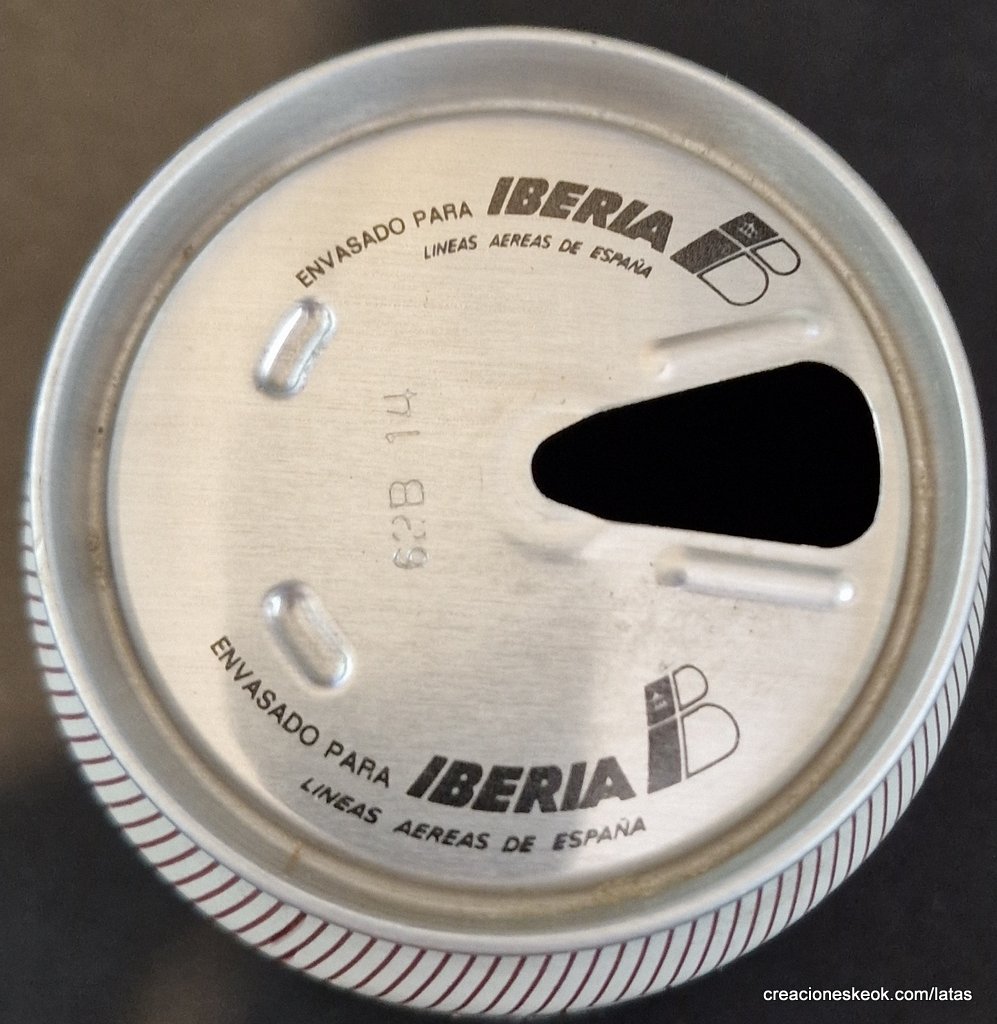 ENVASADO PARA IBERIA
LINEAS AEREAS DE ESPAÑA
62B 14
ENVASADO PARA IBERIA
LINEAS AEREAS DE ESPAÑA
creacioneskeok.com/latas